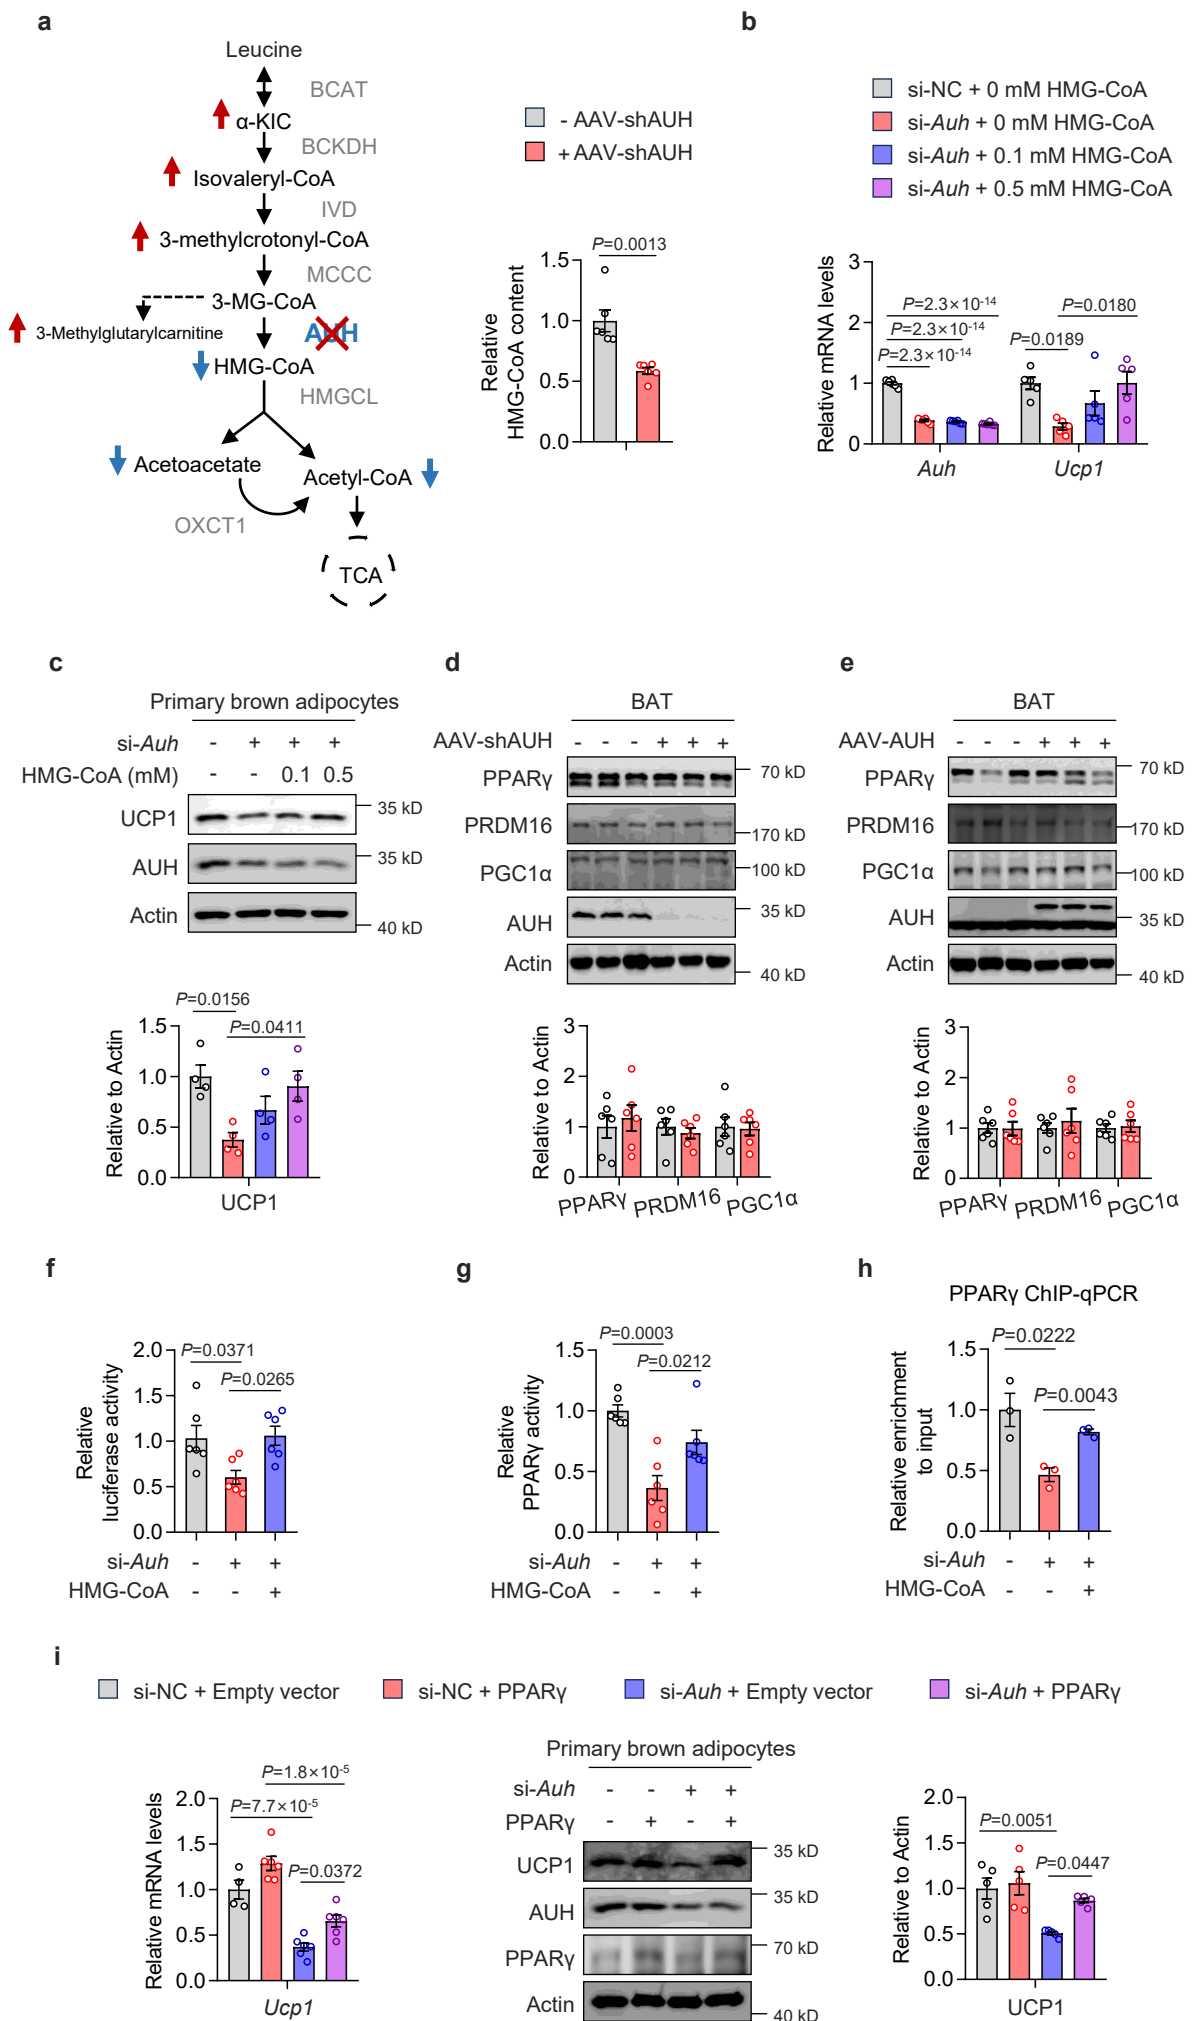 a
Leucine
BCAT
α-KIC
BCKDH
Isovaleryl-CoA
IVD
3-methylcrotonyl-CoA
MCCC
3-MG-CoA
3-Methylglutarylcarnitine
AUH
HMG-CoA
HMGCL
Acetoacetate
Acetyl-CoA
OXCT1
TCA
- AAV-shAUH
+ AAV-shAUH
P=0.0013
Relative
HMG-CoA content
1.5
1.0
0.5
0.0
b
si-NC + 0 mM HMG-CoA
si-Auh + 0 mM HMG-CoA
si-Auh + 0.1 mM HMG-CoA
si-Auh + 0.5 mM HMG-CoA
Relative mRNA levels
3
2
1
0
P=2.3×10-14
P=2.3×10-14
P=2.3×10-14
P=0.0180
P=0.0189
Auh
Ucp1
c
Primary brown adipocytes
si-Auh - + + +
HMG-CoA (mM) - - 0.1 0.5
UCP1
35 kD
AUH
35 kD
Actin
40 kD
P=0.0156
P=0.0411
Relative to Actin
1.5
1.0
0.5
0.0
UCP1
d
BAT
AAV-shAUH - - - + + +
PPARγ
70 kD
PRDM16
170 kD
PGC1α
100 kD
AUH
35 kD
Actin
40 kD
Relative to Actin
3
2
1
0
PPARγ
PRDM16
PGC1α
e
BAT
AAV-AUH - - - + + +
PPARγ
70 kD
PRDM16
170 kD
PGC1α
100 kD
AUH
35 kD
Actin
40 kD
Relative to Actin
3
2
1
0
PPARγ
PRDM16
PGC1α
f
Relative
luciferase activity
2.0
1.5
1.0
0.5
0.0
P=0.0371
P=0.0265
si-Auh - + +
HMG-CoA - - +
g
Relative
PPARγ activity
1.5
1.0
0.5
0.0
P=0.0003
P=0.0212
si-Auh - + +
HMG-CoA - - +
h
PPARγ ChIP-qPCR
Relative enrichment
to input
1.5
1.0
0.5
0.0
P=0.0222
P=0.0043
si-Auh - + +
HMG-CoA - - +
i
si-NC + Empty vector
si-NC + PPARγ
si-Auh + Empty vector
si-Auh + PPARγ
Relative mRNA levels
2.0
1.5
1.0
0.5
0.0
P=1.8×10-5
P=7.7×10-5
P=0.0372
Ucp1
Primary brown adipocytes
si-Auh - - + +
PPARγ - + - +
UCP1
35 kD
AUH
35 kD
PPARγ
70 kD
Actin
40 kD
Relative to Actin
2.0
1.5
1.0
0.5
0.0
P=0.0051
P=0.0447
UCP1